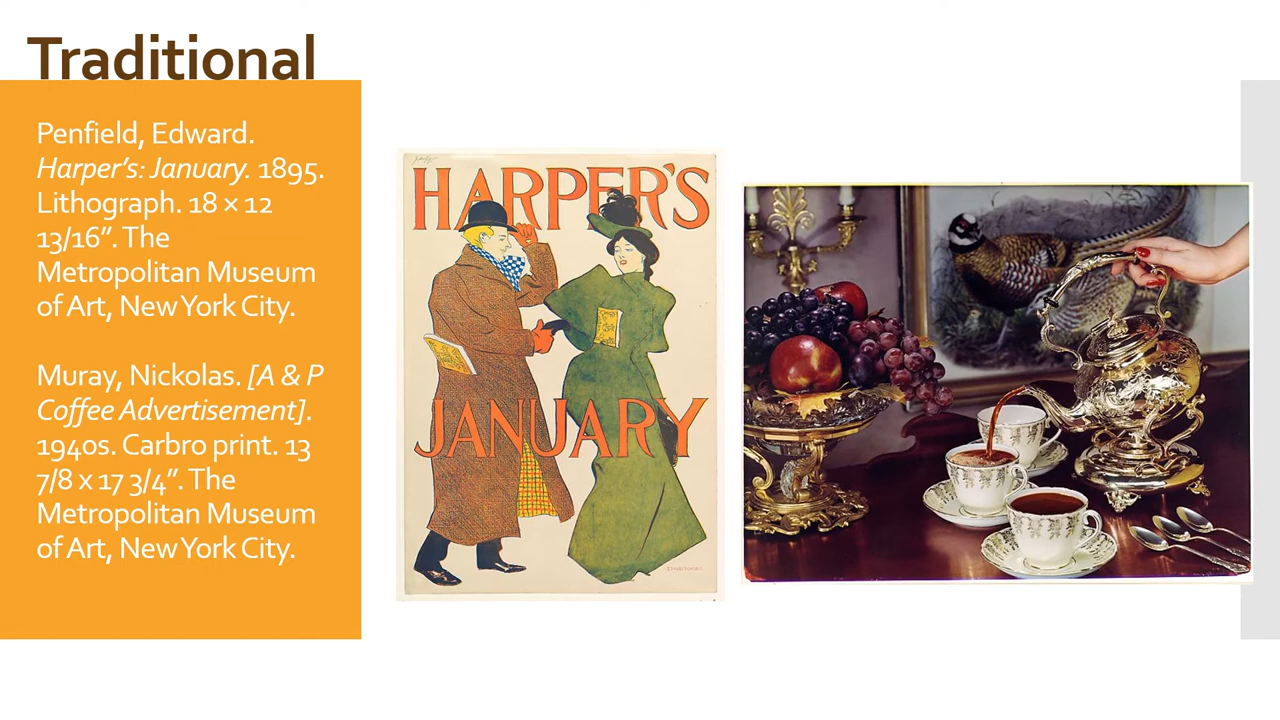 Traditional
Penfield, Edward.
Harper's: January. 1895.
Lithograph. 18 × 12
13/16”. The
Metropolitan Museum
of Art, New York City.
Muray, Nickolas. [A & P
Coffee Advertisement].
1940s. Carbro print. 13
7/8 x 17 3/4”. The
Metropolitan Museum
of Art, New York City.
HARPER'S
JANUARY